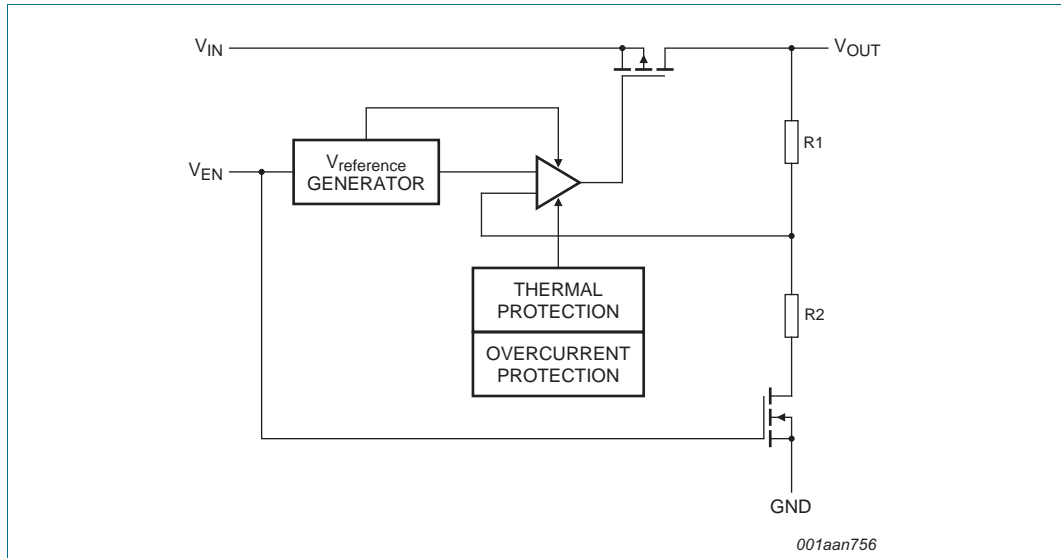 VIN
VOUT
R1
VEN
Vreference
GENERATOR
THERMAL
PROTECTION
R2
OVERCURRENT
PROTECTION
GND
001aan756